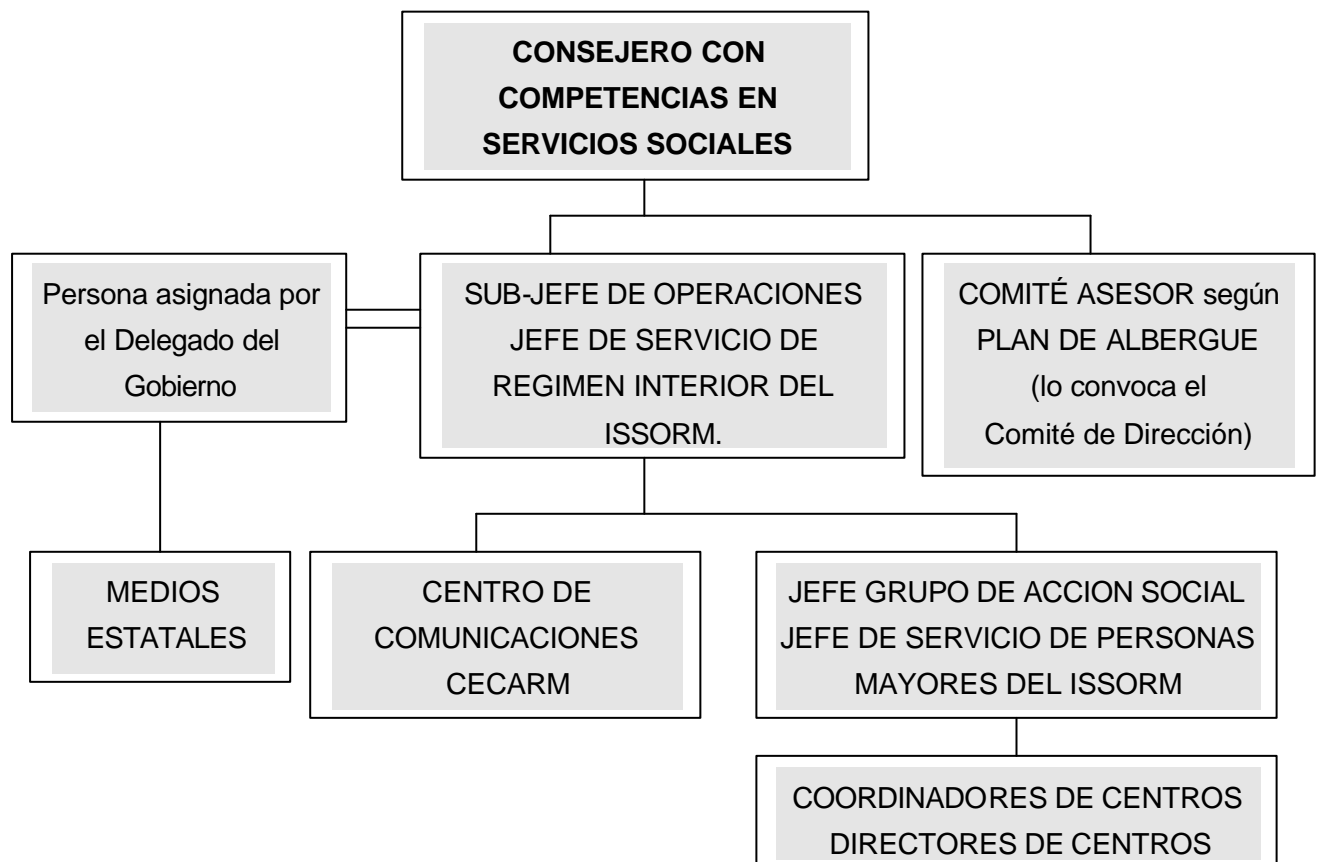 CONSEJERO CON
COMPETENCIAS EN
SERVICIOS SOCIALES
Persona asignada por
el Delegado del
Gobierno
SUB-JEFE DE OPERACIONES
JEFE DE SERVICIO DE
REGIMEN INTERIOR DEL
ISSORM.
COMITÉ ASESOR según
PLAN DE ALBERGUE
(lo convoca el
Comité de Dirección)
MEDIOS
ESTATALES
CENTRO DE
COMUNICACIONES
CECARM
JEFE GRUPO DE ACCION SOCIAL
JEFE DE SERVICIO DE PERSONAS
MAYORES DEL ISSORM
COORDINADORES DE CENTROS
DIRECTORES DE CENTROS